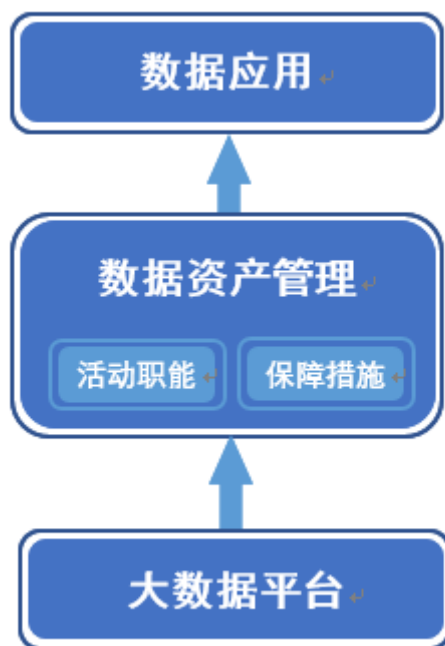 数据应用
数据资产管理
活动职能 保障措施
大数据平台